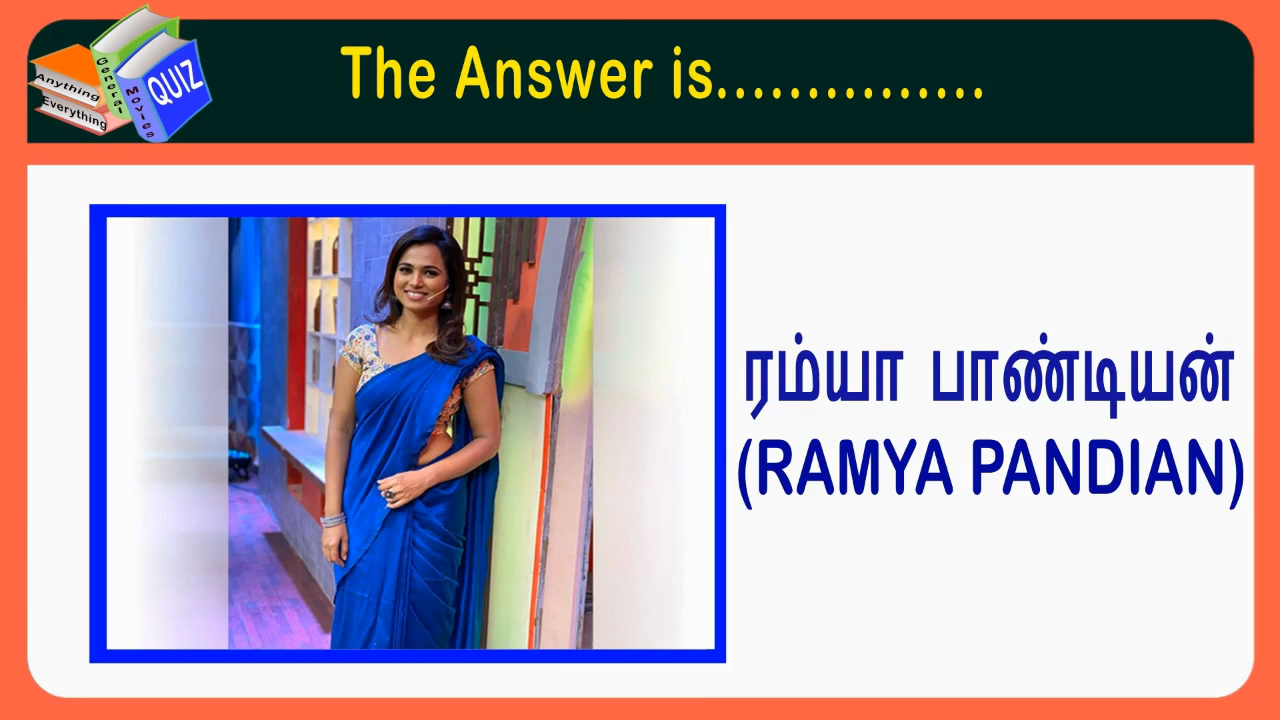 The Answer is...............
Anything
Everything
General
Movies
QUIZ
ரம்யா பாண்டியன்
(RAMYA PANDIAN)